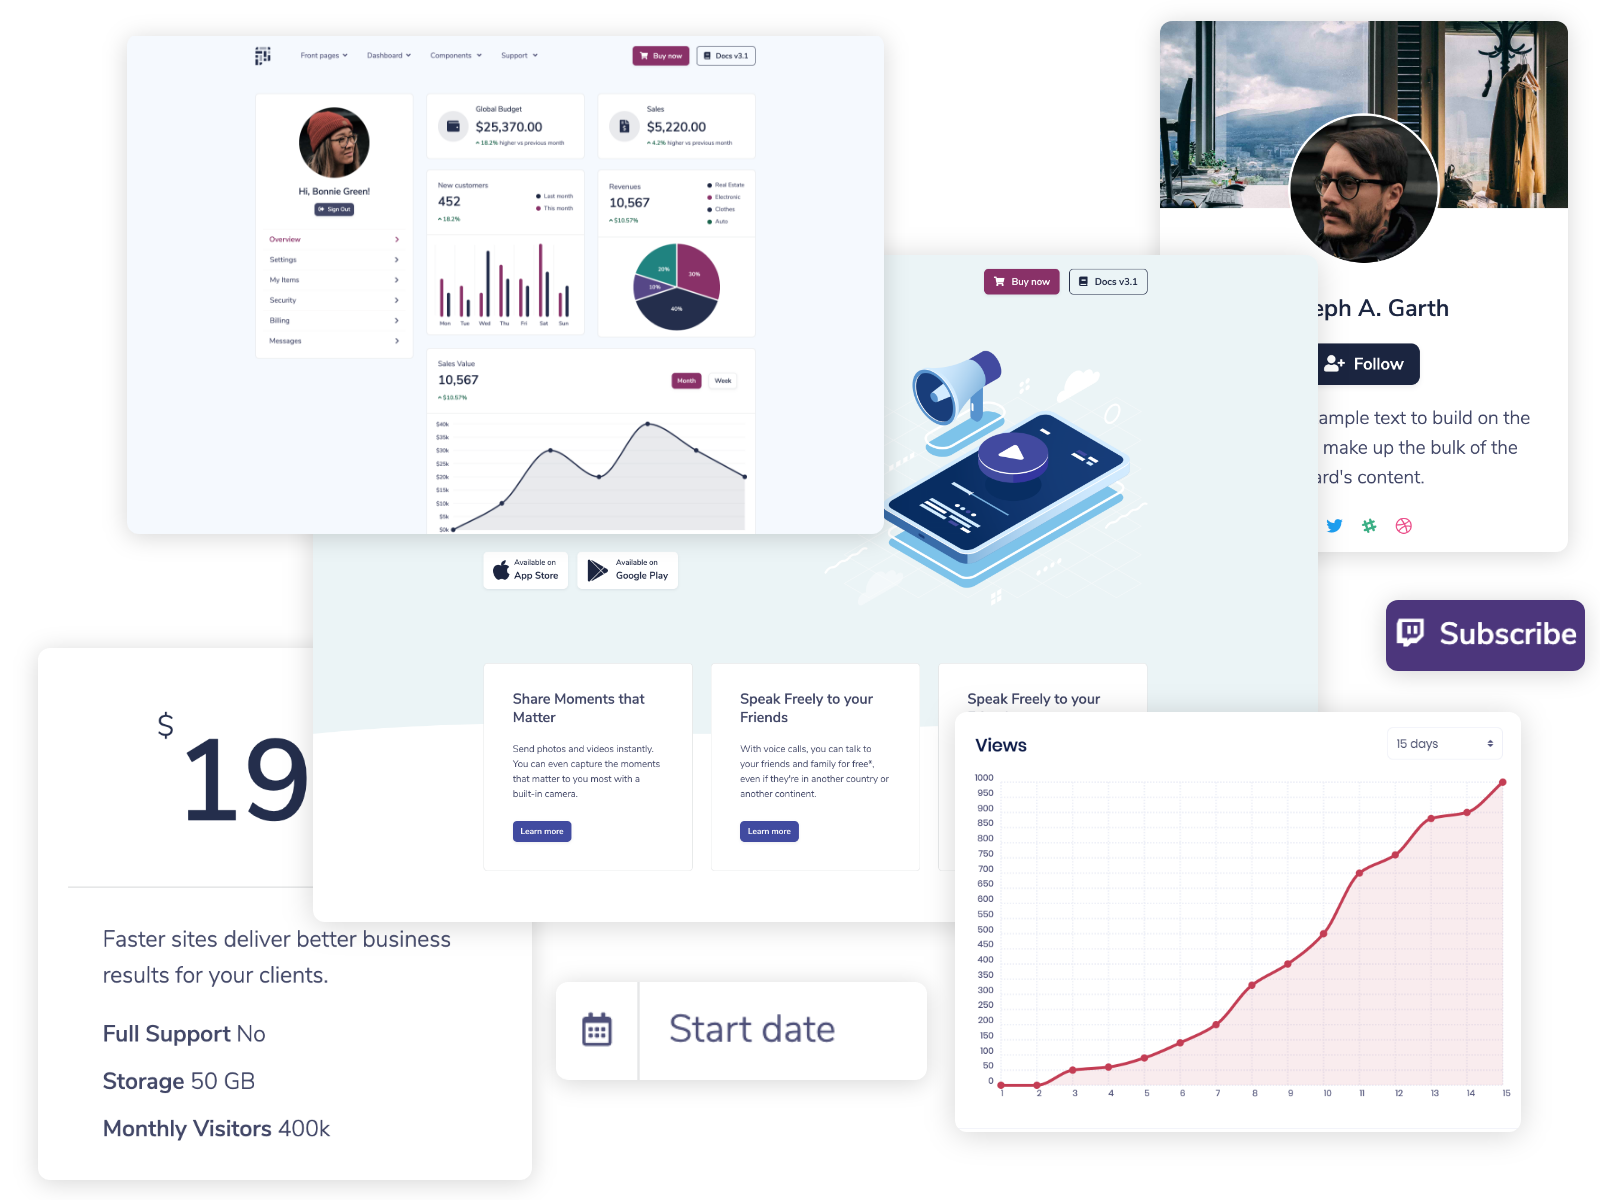 Front pages
Dashboard
Components
Support
Buy now
Docs v3.1
Hi, Bonnie Green!
Sign Out
Overview
Settings
My Items
Security
Billing
Messages
Global Budget
$25,370.00
18.2% higher vs previous month
Sales
$5,220.00
4.2% higher vs previous month
New customers
452
18.2%
Last month
This month
Mon Tue Wed Thu Fri Sat Sun
Revenues
10,567
$10.57%
Real Estate
Electronic
Clothes
Auto
20%
30%
10%
40%
Sales Value
10,567
$10.57%
Month
Week
$40k
$35k
$30k
$25k
$20k
$15k
$10k
$5k
$0k
Buy now
Docs v3.1
Available on
App Store
Available on
Google Play
Share Moments that
Matter
Send photos and videos instantly.
You can even capture the moments
that matter to you most with a
built-in camera.
Learn more
Speak Freely to your
Friends
With voice calls, you can talk to
your friends and family for free*,
even if they're in another country or
another continent.
Learn more
Speak Freely to your
eph A. Garth
Follow
ample text to build on the
make up the bulk of the
ard's content.
Subscribe
$
19
Faster sites deliver better business
results for your clients.
Full Support No
Storage 50 GB
Monthly Visitors 400k
Start date
Views
15 days
1000
950
900
850
800
750
700
650
600
550
500
450
400
350
300
250
200
150
100
50
0
1 2 3 4 5 6 7 8 9 10 11 12 13 14 15